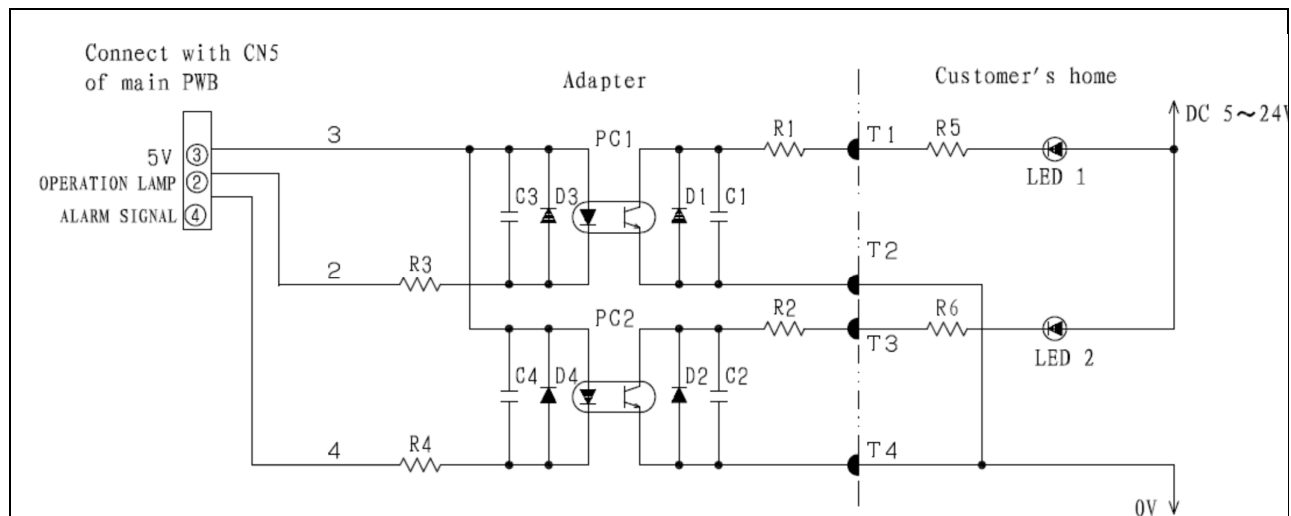 Connect with CN5
of main PWB
Adapter
Customer's home
DC 5～24V
3
PC1
R1
T1
R5
5V ③
OPERATION LAMP ②
ALARM SIGNAL ④
LED 1
C3
D3
D1
C1
T2
2
R3
PC2
R2
R6
T3
LED 2
C4
D4
D2
C2
4
R4
T4
0V